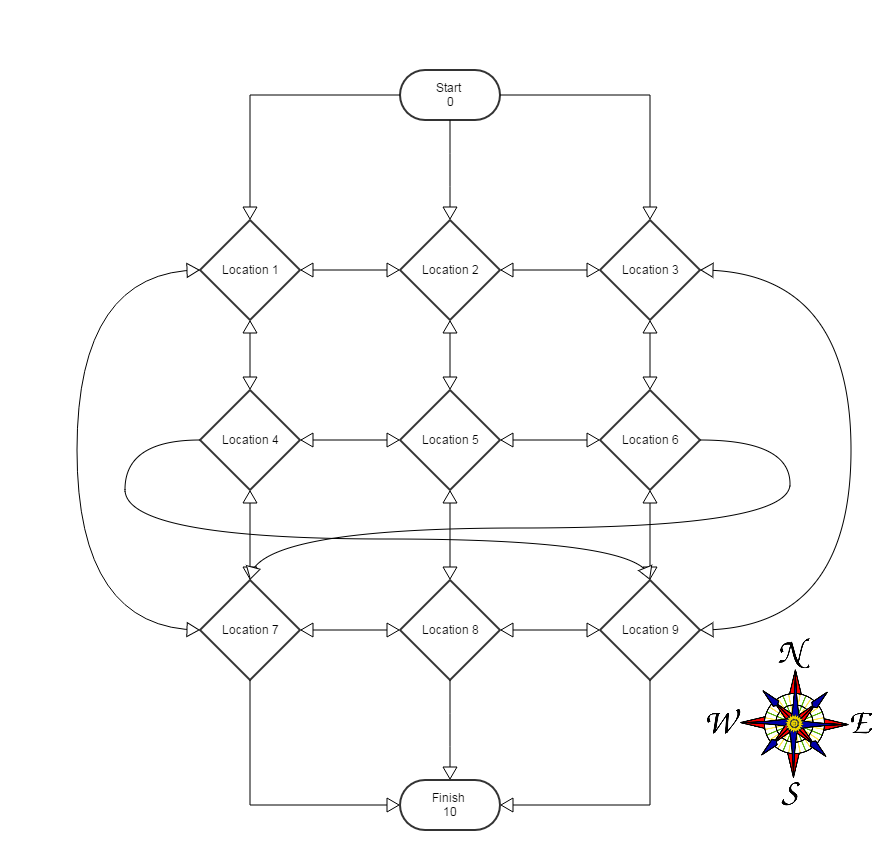 Start
0
Location 1
Location 2
Location 3
Location 4
Location 5
Location 6
Location 7
Location 8
Location 9
N
W
E
S
Finish
10